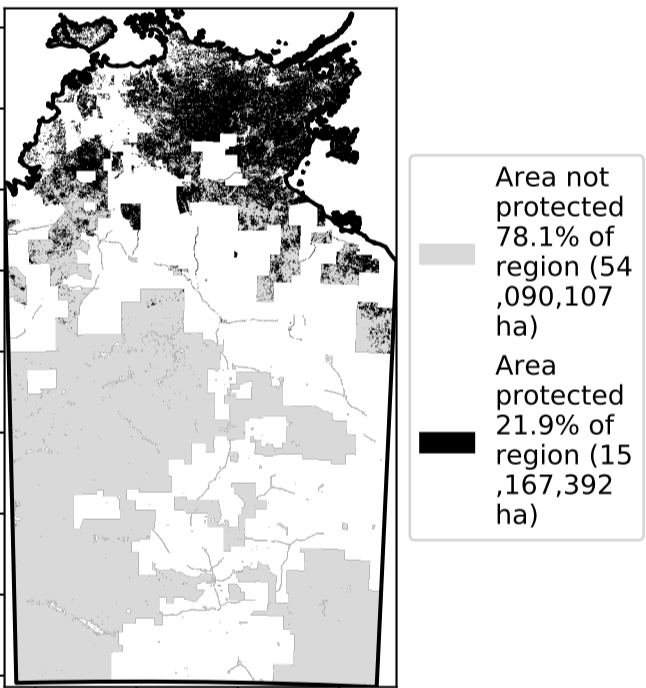 Area not
protected
78.1% of
region (54
,090,107
ha)
Area
protected
21.9% of
region (15
,167,392
ha)